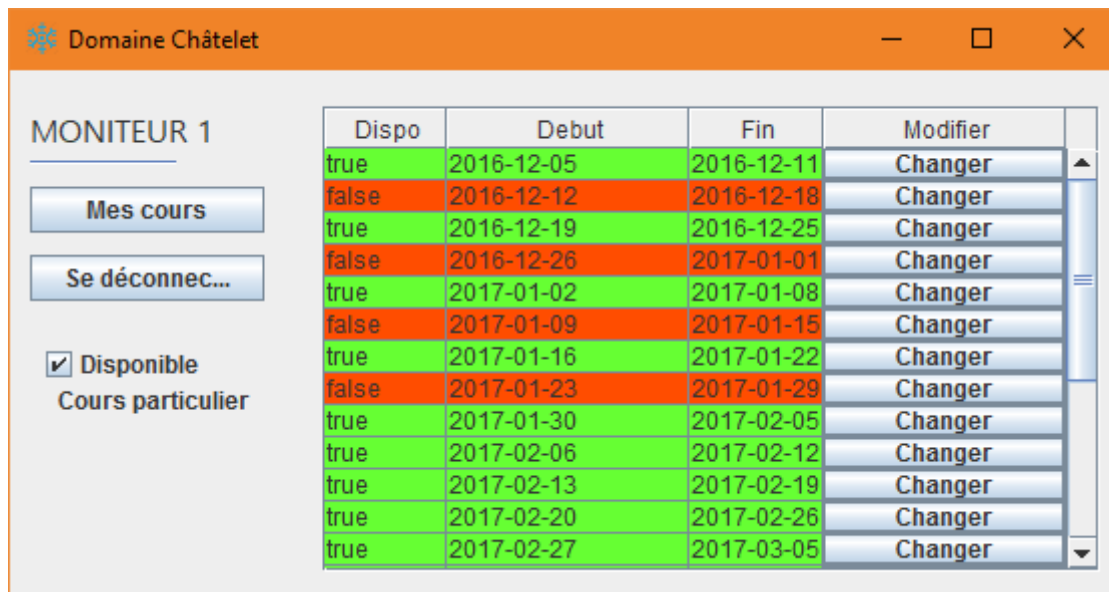 Domaine Châtelet
MONITEUR 1
Mes cours
Se déconnec...
Disponible
Cours particulier
Dispo Debut Fin Modifier
true 2016-12-05 2016-12-11 Changer
false 2016-12-12 2016-12-18 Changer
true 2016-12-19 2016-12-25 Changer
false 2016-12-26 2017-01-01 Changer
true 2017-01-02 2017-01-08 Changer
false 2017-01-09 2017-01-15 Changer
true 2017-01-16 2017-01-22 Changer
false 2017-01-23 2017-01-29 Changer
true 2017-01-30 2017-02-05 Changer
true 2017-02-06 2017-02-12 Changer
true 2017-02-13 2017-02-19 Changer
true 2017-02-20 2017-02-26 Changer
true 2017-02-27 2017-03-05 Changer